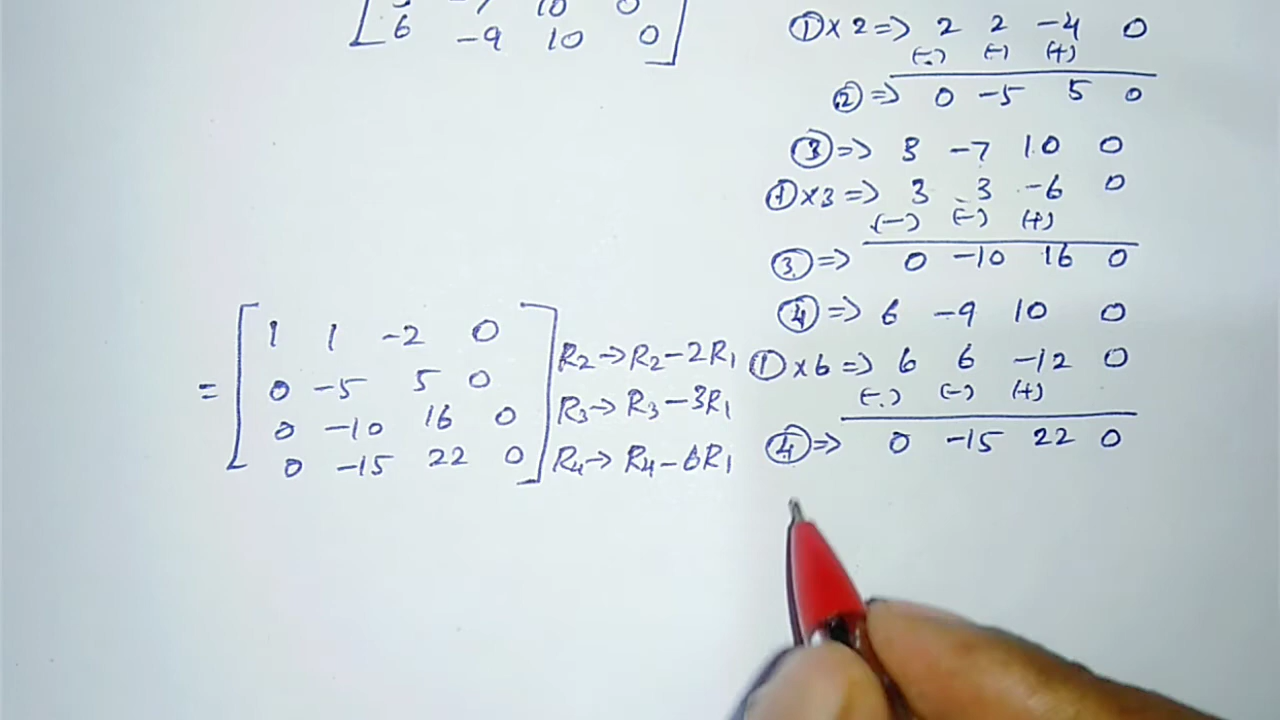 -7 10 0
6 -9 10 0
① × 2 => 2 2 -4 0
(-) (-) (+)
② => 0 -5 5 0
③ => 3 -7 10 0
① × 3 => 3 3 -6 0
(-) (-) (+)
③ => 0 -10 16 0
④ => 6 -9 10 0
① × 6 => 6 6 -12 0
(-) (-) (+)
④ => 0 -15 22 0
= [ 1 1 -2 0
0 -5 5 0
0 -10 16 0
0 -15 22 0 ]
R₂ → R₂ - 2R₁
R₃ → R₃ - 3R₁
R₄ → R₄ - 6R₁